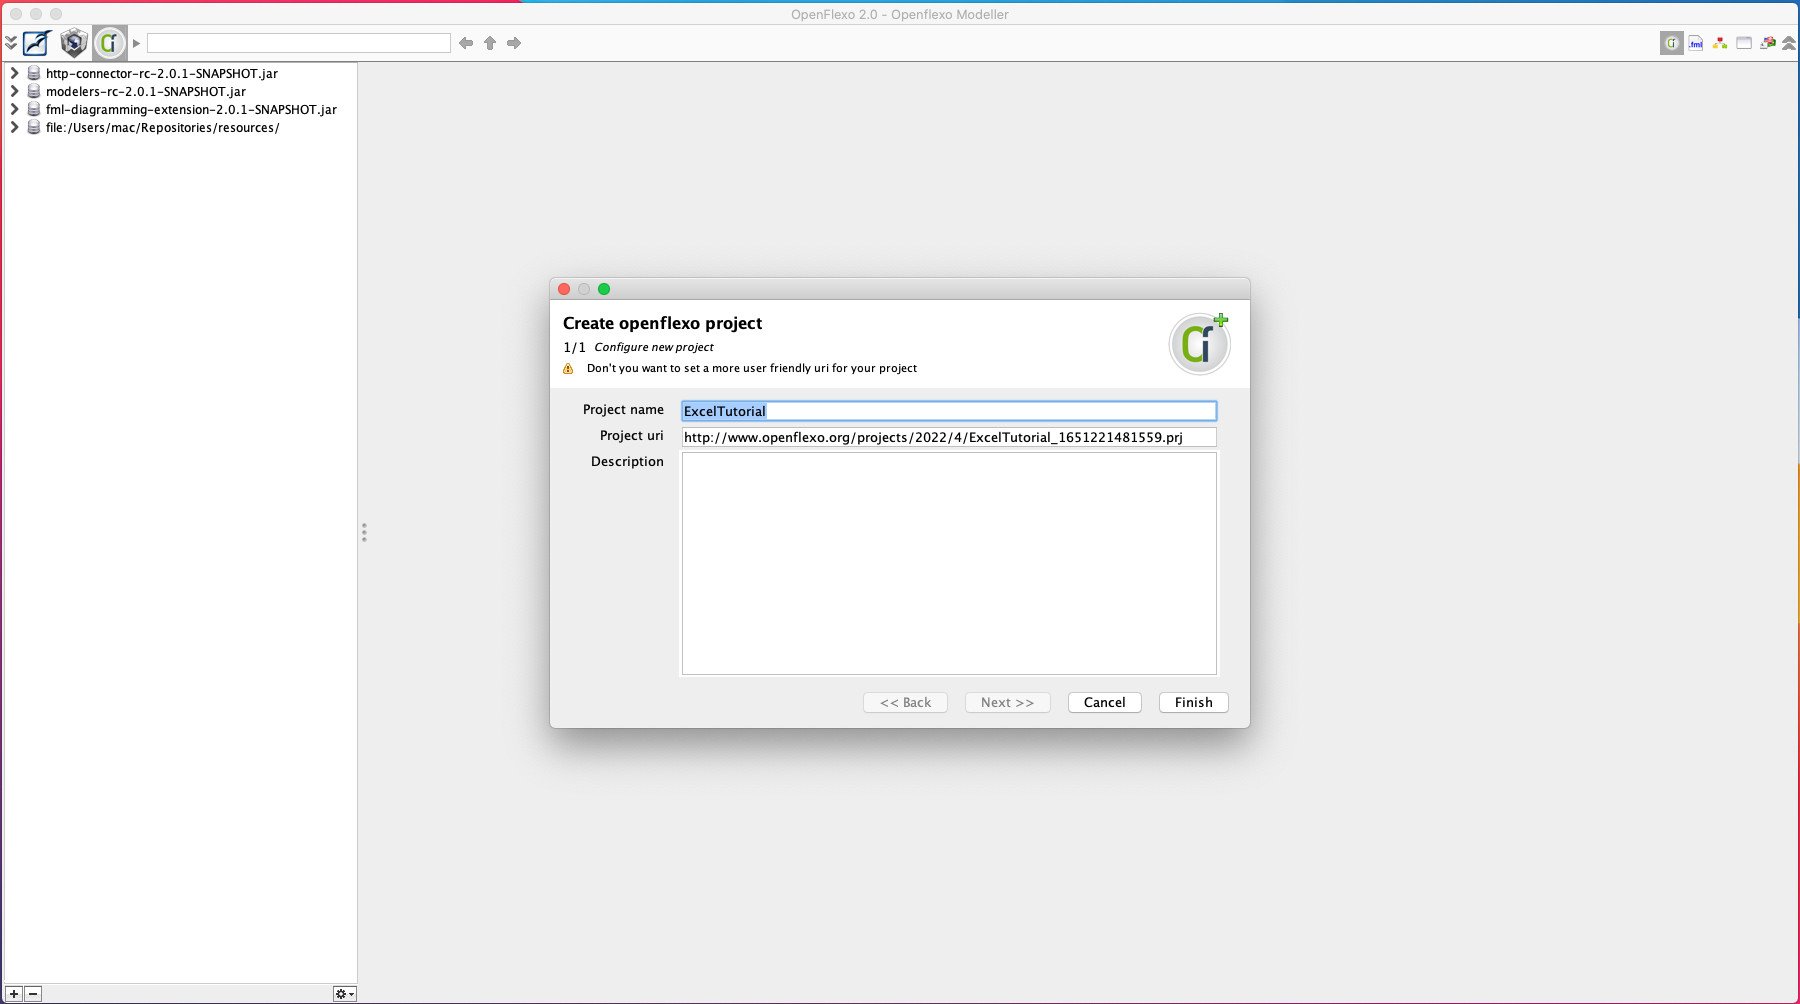 OpenFlexo 2.0 - Openflexo Modeller
.fml
http-connector-rc-2.0.1-SNAPSHOT.jar
modelers-rc-2.0.1-SNAPSHOT.jar
fml-diagramming-extension-2.0.1-SNAPSHOT.jar
file:/Users/mac/Repositories/resources/
Create openflexo project
1/1 Configure new project
Don't you want to set a more user friendly uri for your project
Project name ExcelTutorial
Project uri http://www.openflexo.org/projects/2022/4/ExcelTutorial_1651221481559.prj
Description
<< Back Next >> Cancel Finish